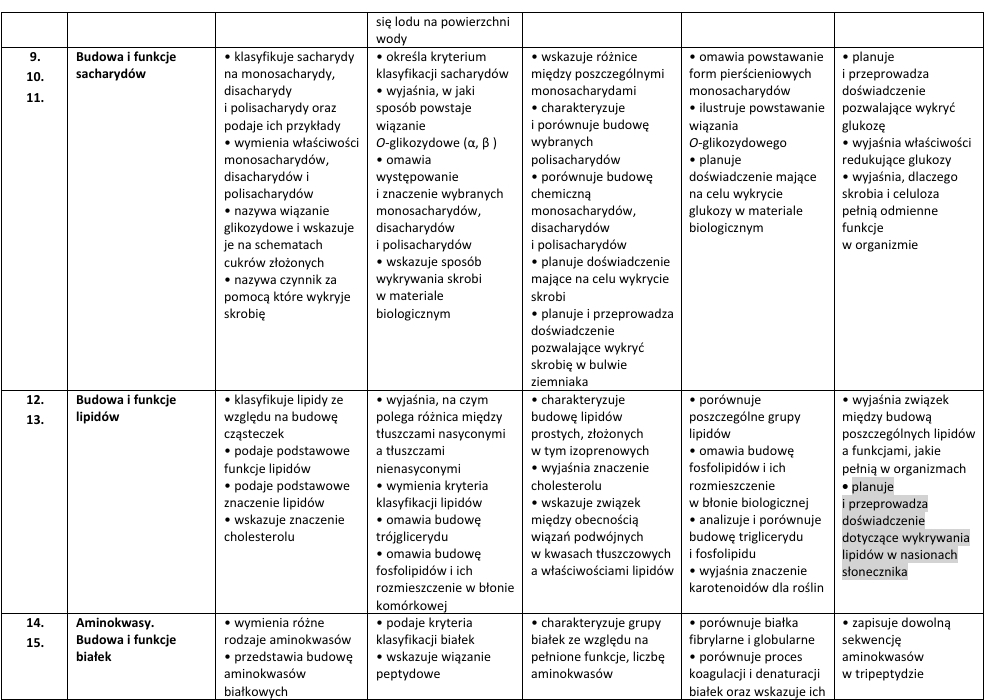 się lodu na powierzchni
wody
9.
10.
11.
Budowa i funkcje
sacharydów
• klasyfikuje sacharydy
na monosacharydy,
disacharydy
i polisacharydy oraz
podaje ich przykłady
• wymienia właściwości
monosacharydów,
disacharydów i
polisacharydów
• nazywa wiązanie
glikozydowe i wskazuje
je na schematach
cukrów złożonych
• nazywa czynnik za
pomocą które wykryje
skrobię
• określa kryterium
klasyfikacji sacharydów
• wyjaśnia, w jaki
sposób powstaje
wiązanie
O-glikozydowe (α, β )
• omawia
występowanie
i znaczenie wybranych
monosacharydów,
disacharydów
i polisacharydów
• wskazuje sposób
wykrywania skrobi
w materiale
biologicznym
• wskazuje różnice
między poszczególnymi
monosacharydami
• charakteryzuje
i porównuje budowę
wybranych
polisacharydów
• porównuje budowę
chemiczną
monosacharydów,
disacharydów
i polisacharydów
• planuje doświadczenie
mające na celu wykrycie
skrobi
• planuje i przeprowadza
doświadczenie
pozwalające wykryć
skrobię w bulwie
ziemniaka
• omawia powstawanie
form pierścieniowych
monosacharydów
• ilustruje powstawanie
wiązania
O-glikozydowego
• planuje
doświadczenie mające
na celu wykrycie
glukozy w materiale
biologicznym
• planuje
i przeprowadza
doświadczenie
pozwalające wykryć
glukozę
• wyjaśnia właściwości
redukujące glukozy
• wyjaśnia, dlaczego
skrobia i celuloza
pełnią odmienne
funkcje
w organizmie
12.
13.
Budowa i funkcje
lipidów
• klasyfikuje lipidy ze
względu na budowę
cząsteczek
• podaje podstawowe
funkcje lipidów
• podaje podstawowe
znaczenie lipidów
• wskazuje znaczenie
cholesterolu
• wyjaśnia, na czym
polega różnica między
tłuszczami nasyconymi
a tłuszczami
nienasyconymi
• wymienia kryteria
klasyfikacji lipidów
• omawia budowę
trójglicerydu
• omawia budowę
fosfolipidów i ich
rozmieszczenie w błonie
komórkowej
• charakteryzuje
budowę lipidów
prostych, złożonych
w tym izoprenowych
• wyjaśnia znaczenie
cholesterolu
• wskazuje związek
między obecnością
wiązań podwójnych
w kwasach tłuszczowych
a właściwościami lipidów
• porównuje
poszczególne grupy
lipidów
• omawia budowę
fosfolipidów i ich
rozmieszczenie
w błonie biologicznej
• analizuje i porównuje
budowę triglicerydu
i fosfolipidu
• wyjaśnia znaczenie
karotenoidów dla roślin
• wyjaśnia związek
między budową
poszczególnych lipidów
a funkcjami, jakie
pełnią w organizmach
• planuje
i przeprowadza
doświadczenie
dotyczące wykrywania
lipidów w nasionach
słonecznika
14.
15.
Aminokwasy.
Budowa i funkcje
białek
• wymienia różne
rodzaje aminokwasów
• przedstawia budowę
aminokwasów
białkowych
• podaje kryteria
klasyfikacji białek
• wskazuje wiązanie
peptydowe
• charakteryzuje grupy
białek ze względu na
pełnione funkcje, liczbę
aminokwasów
• porównuje białka
fibrylarne i globularne
• porównuje proces
koagulacji i denaturacji
białek oraz wskazuje ich
• zapisuje dowolną
sekwencję
aminokwasów
w tripeptydzie